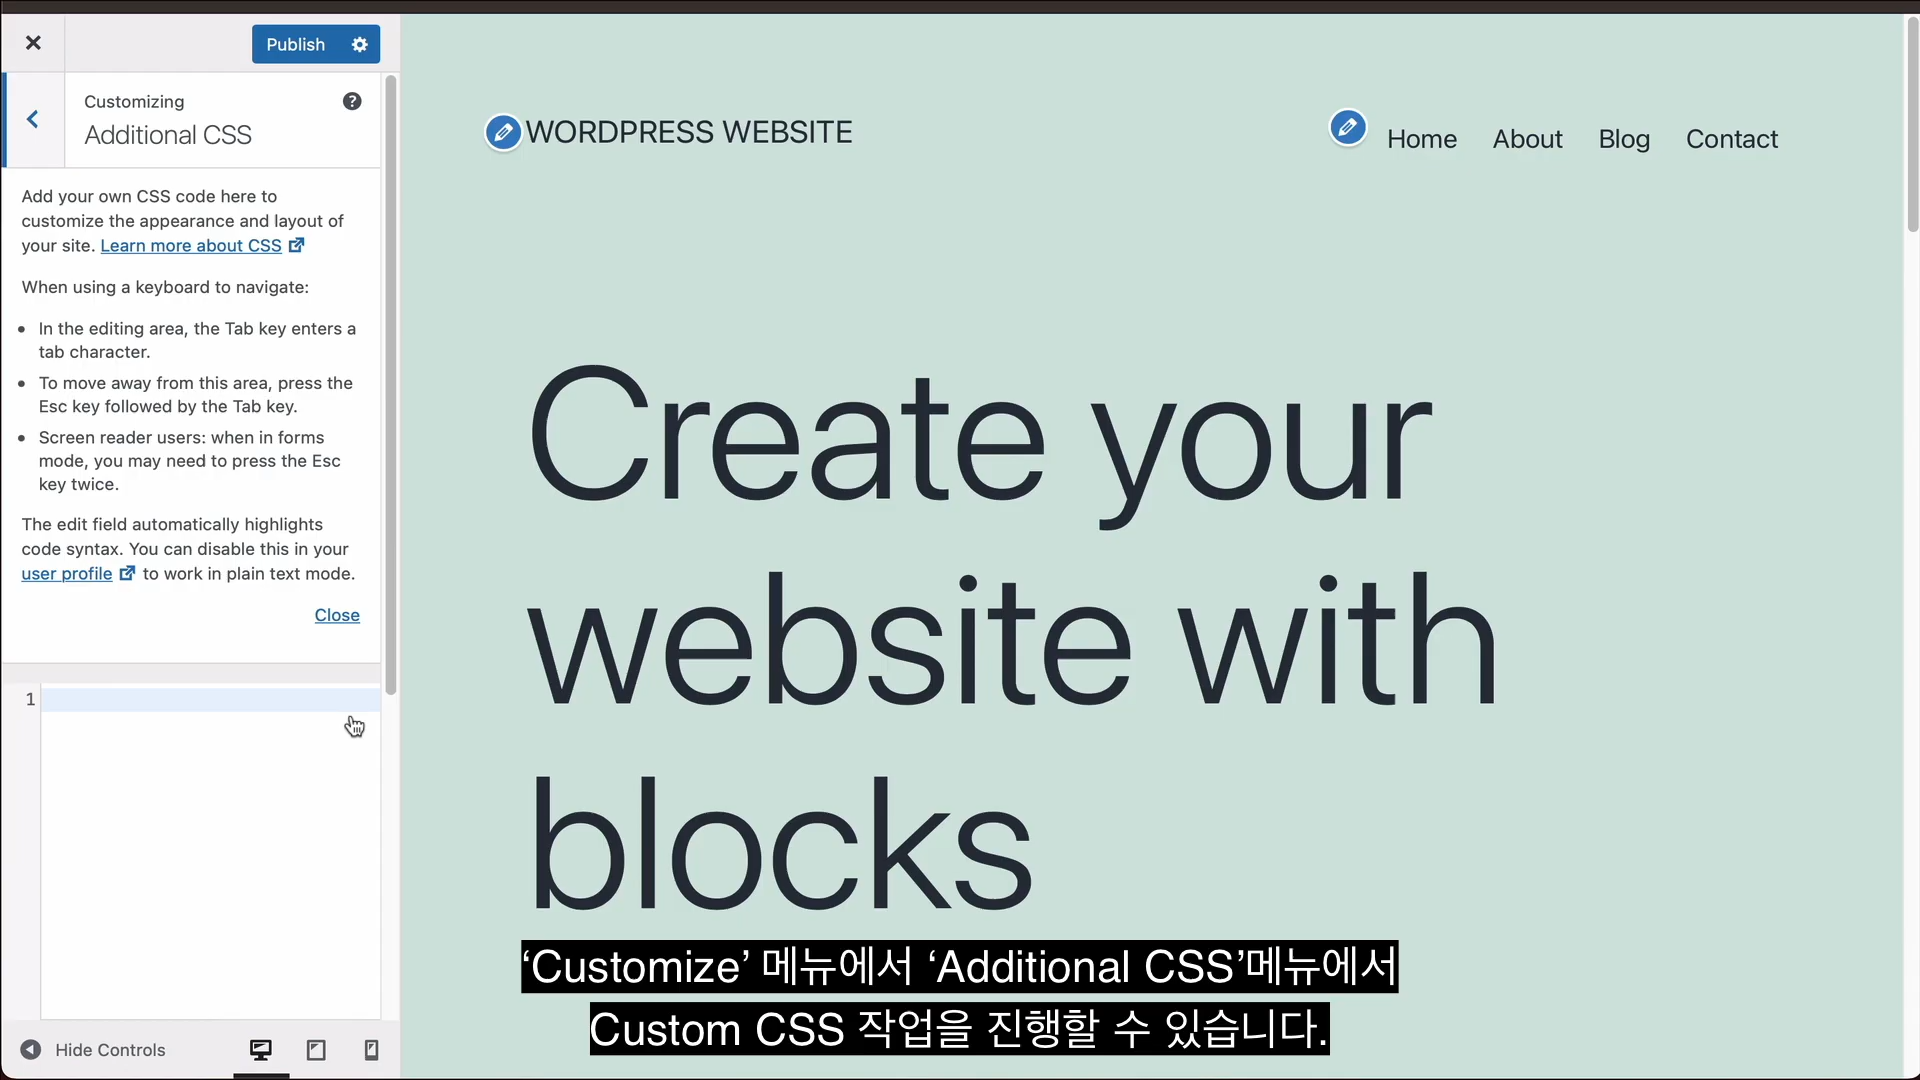 Publish
Customizing
Additional CSS
Add your own CSS code here to
customize the appearance and layout of
your site. Learn more about CSS
When using a keyboard to navigate:
In the editing area, the Tab key enters a
tab character.
To move away from this area, press the
Esc key followed by the Tab key.
Screen reader users: when in forms
mode, you may need to press the Esc
key twice.
The edit field automatically highlights
code syntax. You can disable this in your
user profile to work in plain text mode.
Close
1
Hide Controls
WORDPRESS WEBSITE
Home About Blog Contact
Create your
website with
blocks
‘Customize’ 메뉴에서 ‘Additional CSS’메뉴에서
Custom CSS 작업을 진행할 수 있습니다.